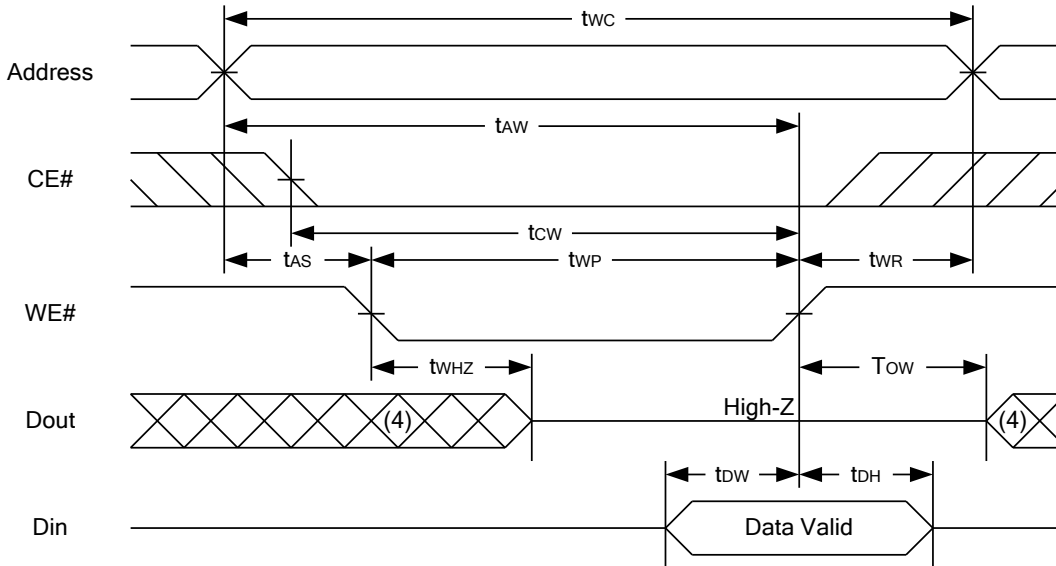 tWC
Address
tAW
CE#
tCW
tAS
tWP
tWR
WE#
tWHZ
TOW
Dout
(4)
High-Z
(4)
tDW
tDH
Din
Data Valid